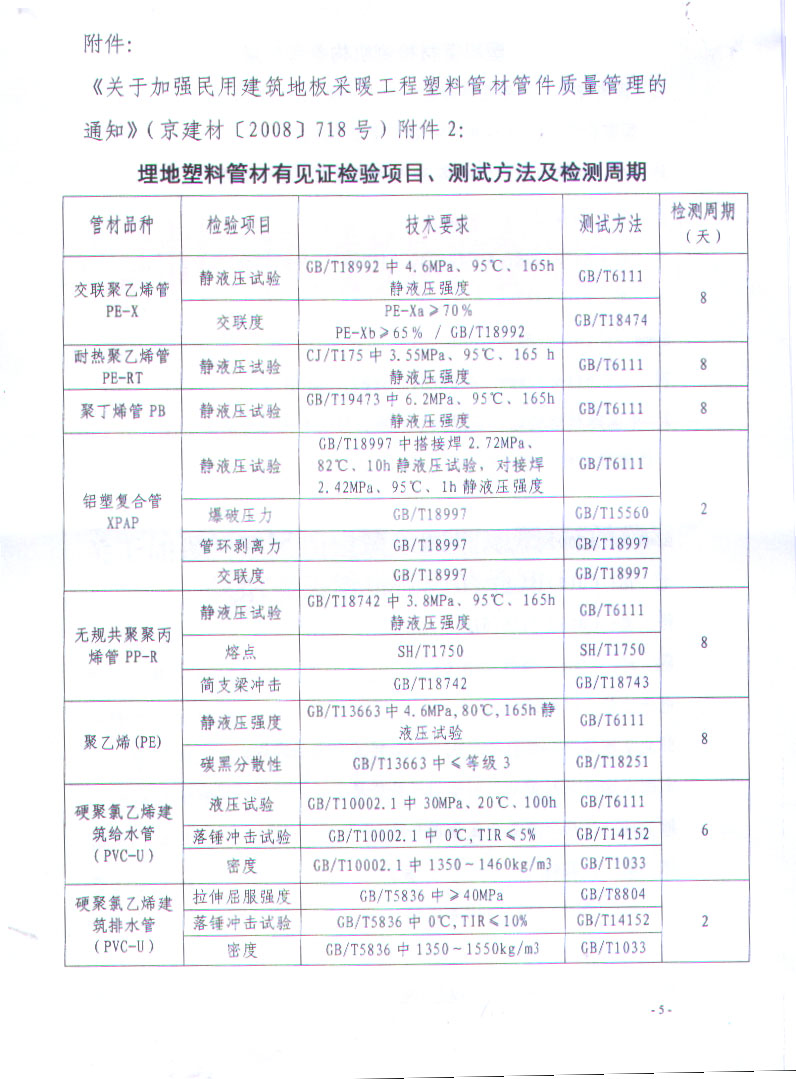 附件:
《关于加强民用建筑地板采暖工程塑料管材管件质量管理的
通知》(京建材〔2008〕718号)附件2:
埋地塑料管材有见证检验项目、测试方法及检测周期
管材品种 检验项目 技术要求 测试方法 检测周期
(天)
交联聚乙烯管
PE-X
静液压试验 GB/T18992中4.6MPa、95℃、165h
静液压强度 GB/T6111 8
交联度 PE-Xa≥70%
PE-Xb≥65% / GB/T18992 GB/T18474
耐热聚乙烯管
PE-RT
静液压试验 CJ/T175中3.55MPa、95℃、165 h
静液压强度 GB/T6111 8
聚丁烯管PB 静液压试验 GB/T19473中6.2MPa、95℃、165h
静液压强度 GB/T6111 8
铝塑复合管
XPAP
静液压试验 GB/T18997中搭接焊2.72MPa、
82℃、10h静液压试验,对接焊
2.42MPa、95℃、1h静液压强度 GB/T6111 2
爆破压力 GB/T18997 GB/T15560
管环剥离力 GB/T18997 GB/T18997
交联度 GB/T18997 GB/T18997
无规共聚聚丙
烯管PP-R
静液压试验 GB/T18742中3.8MPa、95℃、165h
静液压强度 GB/T6111 8
熔点 SH/T1750 SH/T1750
简支梁冲击 GB/T18742 GB/T18743
聚乙烯(PE) 静液压强度 GB/T13663中4.6MPa,80℃,165h静
液压试验 GB/T6111 8
碳黑分散性 GB/T13663中≤等级3 GB/T18251
硬聚氯乙烯建
筑给水管
(PVC-U)
液压试验 GB/T10002.1中30MPa、20℃、100h GB/T6111 6
落锤冲击试验 GB/T10002.1中0℃,TIR≤5% GB/T14152
密度 GB/T10002.1中1350~1460kg/m3 GB/T1033
硬聚氯乙烯建
筑排水管
(PVC-U)
拉伸屈服强度 GB/T5836中≥40MPa GB/T8804 2
落锤冲击试验 GB/T5836中0℃,TIR≤10% GB/T14152
密度 GB/T5836中1350~1550kg/m3 GB/T1033
-5-